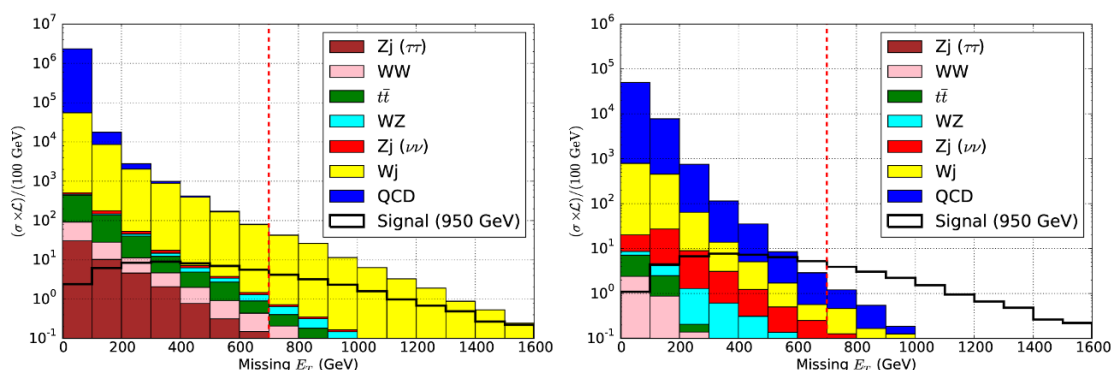 10^7
10^6
10^5
10^4
10^3
10^2
10^1
10^0
10^-1
(σ×ℒ)/(100 GeV)
Zj (ττ)
WW
tt̄
WZ
Zj (νν)
Wj
QCD
Signal (950 GeV)
0 200 400 600 800 1000 1200 1400 1600
Missing E_T (GeV)
10^6
10^5
10^4
10^3
10^2
10^1
10^0
10^-1
(σ×ℒ)/(100 GeV)
Zj (ττ)
WW
tt̄
WZ
Zj (νν)
Wj
QCD
Signal (950 GeV)
0 200 400 600 800 1000 1200 1400 1600
Missing E_T (GeV)